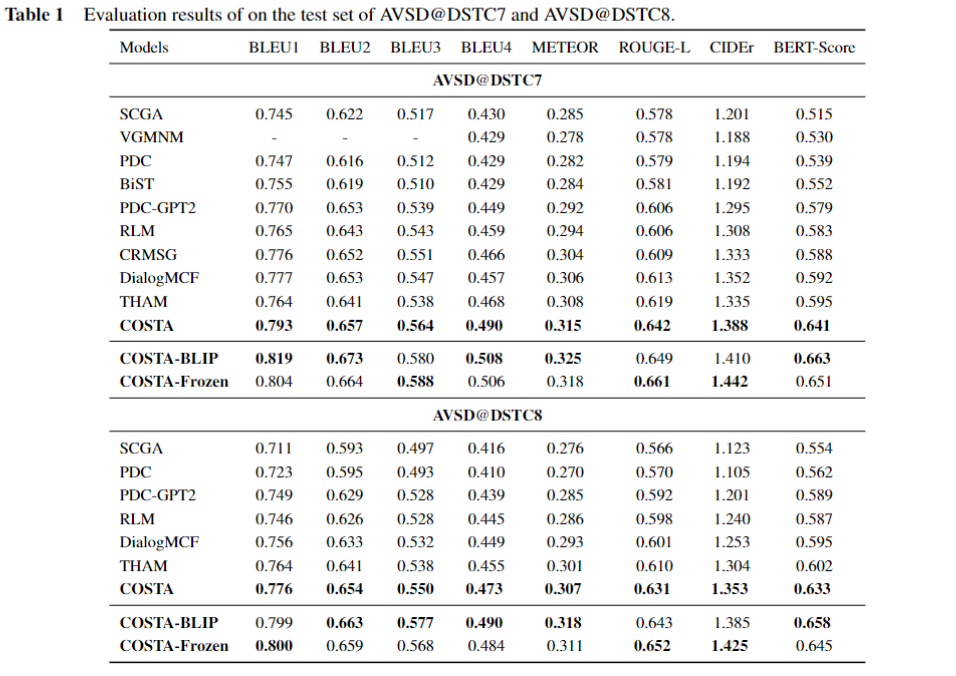 Table 1 Evaluation results of on the test set of AVSD@DSTC7 and AVSD@DSTC8.
Models BLEU1 BLEU2 BLEU3 BLEU4 METEOR ROUGE-L CIDEr BERT-Score
AVSD@DSTC7
SCGA 0.745 0.622 0.517 0.430 0.285 0.578 1.201 0.515
VGMNM - - - 0.429 0.278 0.578 1.188 0.530
PDC 0.747 0.616 0.512 0.429 0.282 0.579 1.194 0.539
BiST 0.755 0.619 0.510 0.429 0.284 0.581 1.192 0.552
PDC-GPT2 0.770 0.653 0.539 0.449 0.292 0.606 1.295 0.579
RLM 0.765 0.643 0.543 0.459 0.294 0.606 1.308 0.583
CRMSG 0.776 0.652 0.551 0.466 0.304 0.609 1.333 0.588
DialogMCF 0.777 0.653 0.547 0.457 0.306 0.613 1.352 0.592
THAM 0.764 0.641 0.538 0.468 0.308 0.619 1.335 0.595
COSTA 0.793 0.657 0.564 0.490 0.315 0.642 1.388 0.641
COSTA-BLIP 0.819 0.673 0.580 0.508 0.325 0.649 1.410 0.663
COSTA-Frozen 0.804 0.664 0.588 0.506 0.318 0.661 1.442 0.651
AVSD@DSTC8
SCGA 0.711 0.593 0.497 0.416 0.276 0.566 1.123 0.554
PDC 0.723 0.595 0.493 0.410 0.270 0.570 1.105 0.562
PDC-GPT2 0.749 0.629 0.528 0.439 0.285 0.592 1.201 0.589
RLM 0.746 0.626 0.528 0.445 0.286 0.598 1.240 0.587
DialogMCF 0.756 0.633 0.532 0.449 0.293 0.601 1.253 0.595
THAM 0.764 0.641 0.538 0.455 0.301 0.610 1.304 0.602
COSTA 0.776 0.654 0.550 0.473 0.307 0.631 1.353 0.633
COSTA-BLIP 0.799 0.663 0.577 0.490 0.318 0.643 1.385 0.658
COSTA-Frozen 0.800 0.659 0.568 0.484 0.311 0.652 1.425 0.645